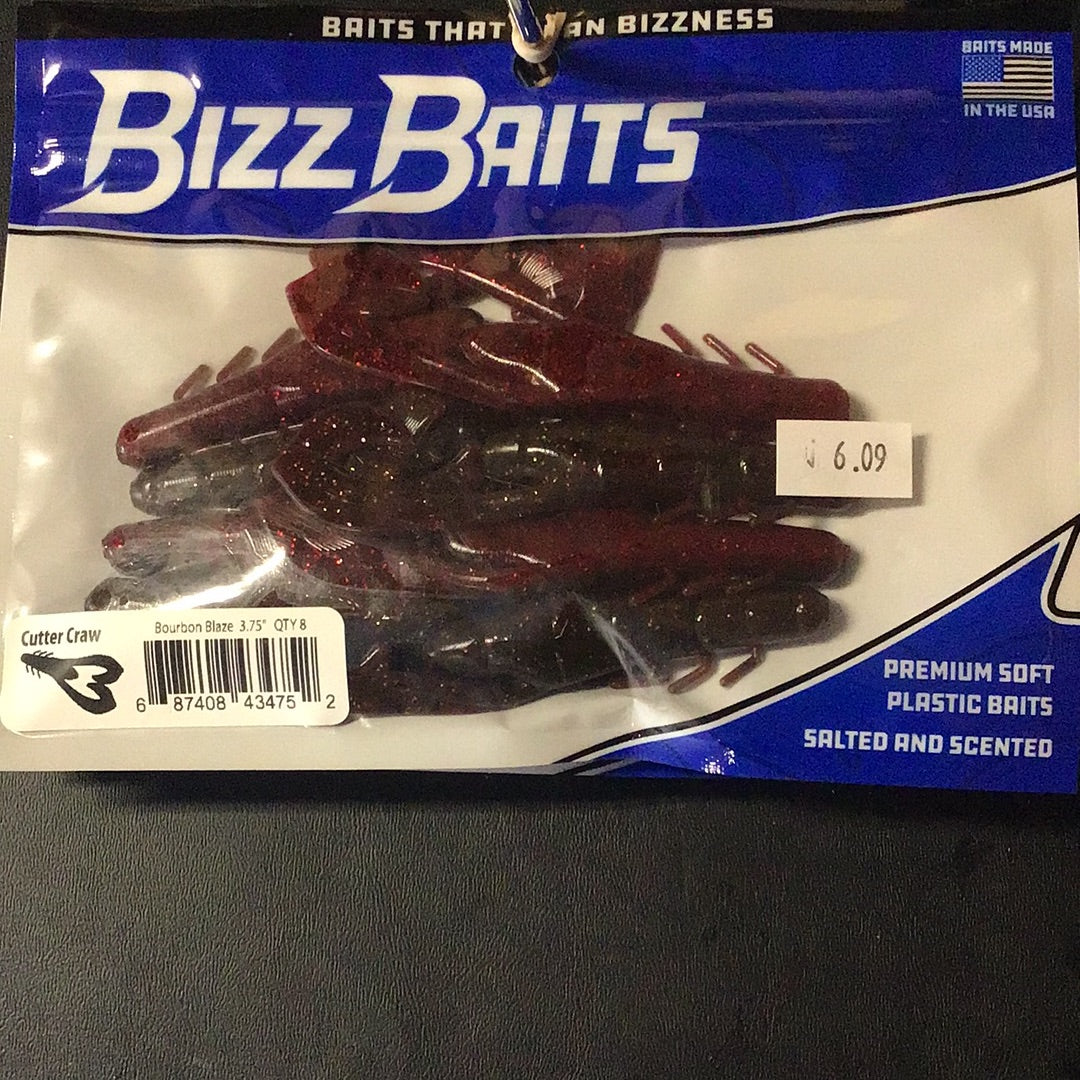 BAITS THAT AN BIZZNESS
BAITS MADE
IN THE USA
BIZZ BAITS
6.09
Cutter Craw
Bourbon Blaze 3.75" QTY 8
6 87408 43475 2
PREMIUM SOFT
PLASTIC BAITS
SALTED AND SCENTED